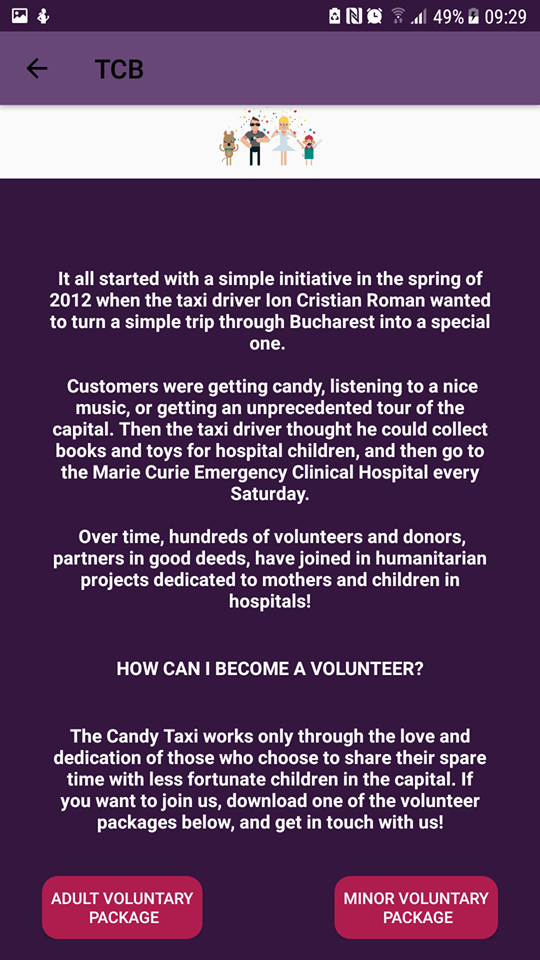 49% 09:29
TCB
It all started with a simple initiative in the spring of
2012 when the taxi driver Ion Cristian Roman wanted
to turn a simple trip through Bucharest into a special
one.
Customers were getting candy, listening to a nice
music, or getting an unprecedented tour of the
capital. Then the taxi driver thought he could collect
books and toys for hospital children, and then go to
the Marie Curie Emergency Clinical Hospital every
Saturday.
Over time, hundreds of volunteers and donors,
partners in good deeds, have joined in humanitarian
projects dedicated to mothers and children in
hospitals!
HOW CAN I BECOME A VOLUNTEER?
The Candy Taxi works only through the love and
dedication of those who choose to share their spare
time with less fortunate children in the capital. If
you want to join us, download one of the volunteer
packages below, and get in touch with us!
ADULT VOLUNTARY
PACKAGE
MINOR VOLUNTARY
PACKAGE